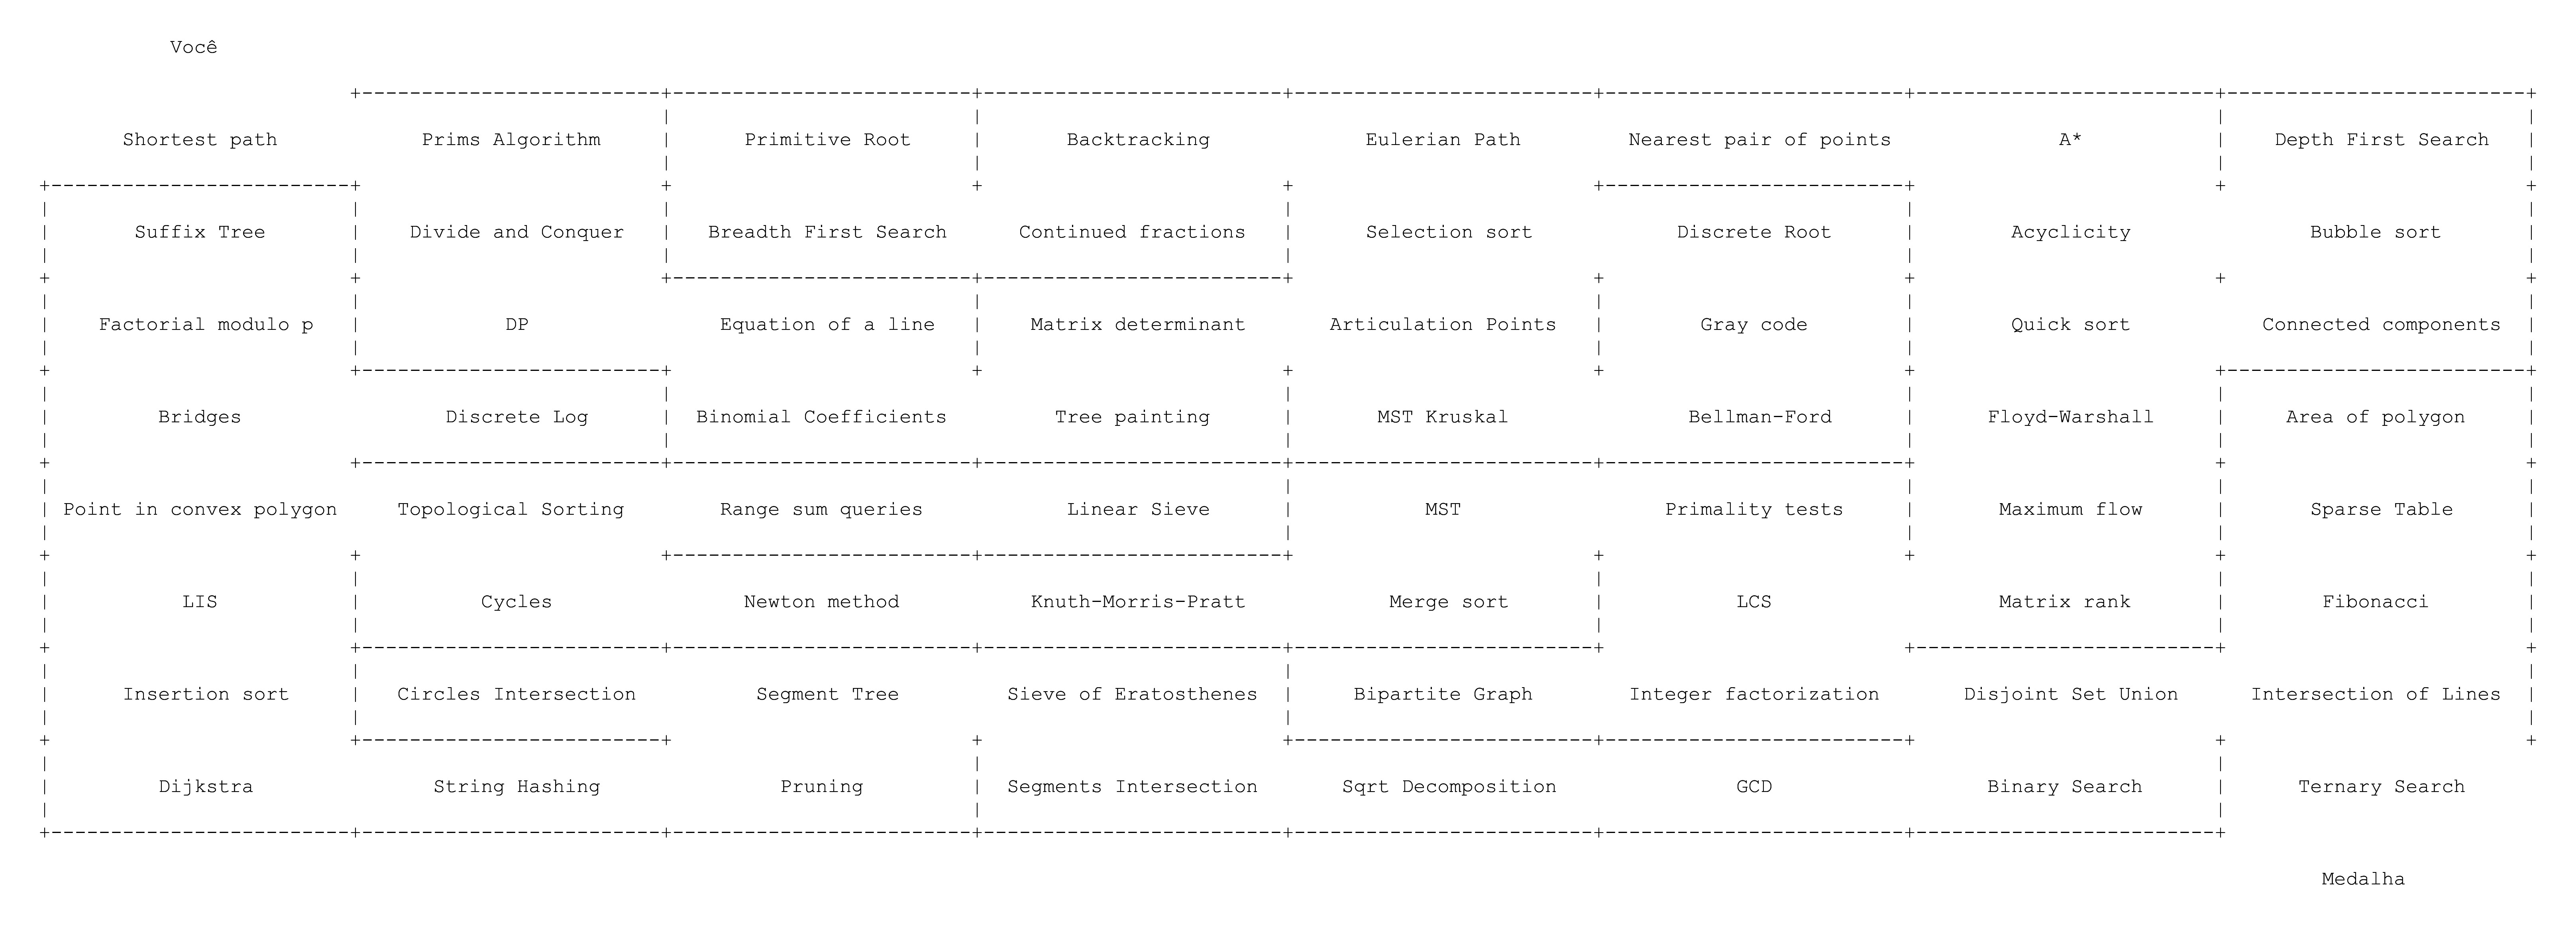 Você
Shortest path Prims Algorithm Primitive Root Backtracking Eulerian Path Nearest pair of points A* Depth First Search
Suffix Tree Divide and Conquer Breadth First Search Continued fractions Selection sort Discrete Root Acyclicity Bubble sort
Factorial modulo p DP Equation of a line Matrix determinant Articulation Points Gray code Quick sort Connected components
Bridges Discrete Log Binomial Coefficients Tree painting MST Kruskal Bellman-Ford Floyd-Warshall Area of polygon
Point in convex polygon Topological Sorting Range sum queries Linear Sieve MST Primality tests Maximum flow Sparse Table
LIS Cycles Newton method Knuth-Morris-Pratt Merge sort LCS Matrix rank Fibonacci
Insertion sort Circles Intersection Segment Tree Sieve of Eratosthenes Bipartite Graph Integer factorization Disjoint Set Union Intersection of Lines
Dijkstra String Hashing Pruning Segments Intersection Sqrt Decomposition GCD Binary Search Ternary Search
Medalha